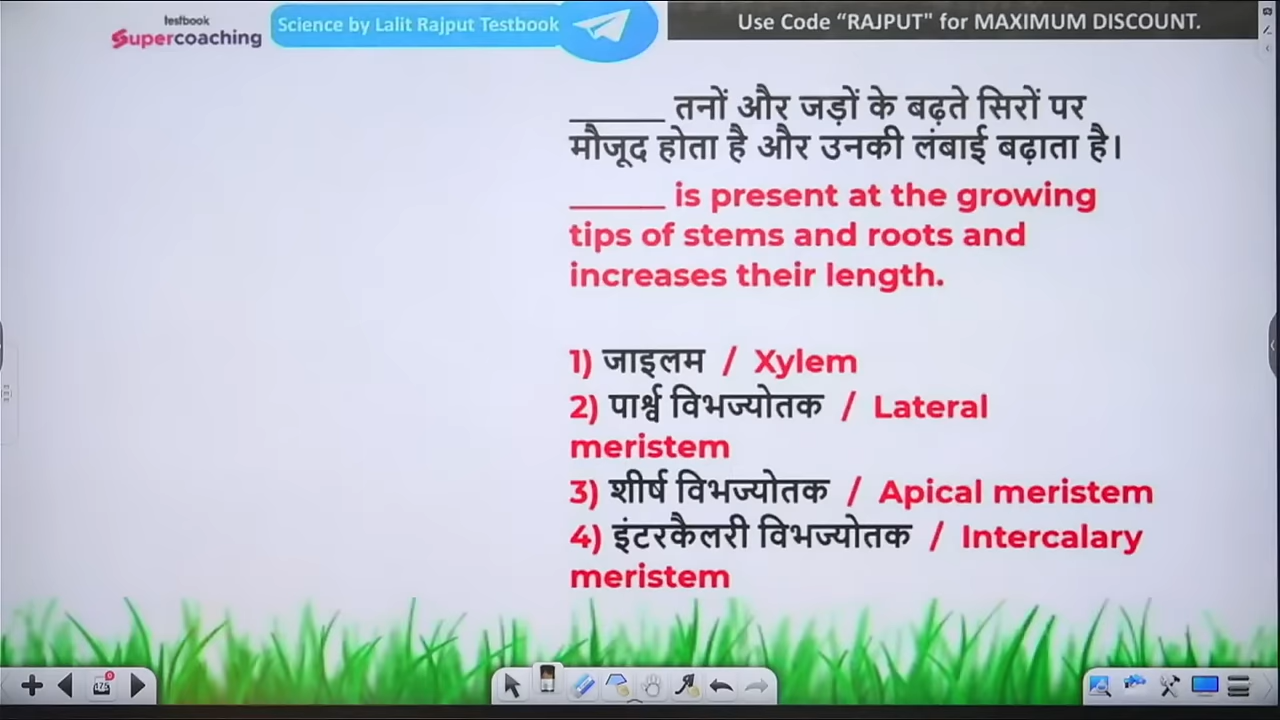 testbook
Supercoaching
Science by Lalit Rajput Testbook
Use Code “RAJPUT" for MAXIMUM DISCOUNT.
______ तनों और जड़ों के बढ़ते सिरों पर
मौजूद होता है और उनकी लंबाई बढ़ाता है।
______ is present at the growing
tips of stems and roots and
increases their length.
1) जाइलम / Xylem
2) पार्श्व विभज्योतक / Lateral
meristem
3) शीर्ष विभज्योतक / Apical meristem
4) इंटरकैलरी विभज्योतक / Intercalary
meristem